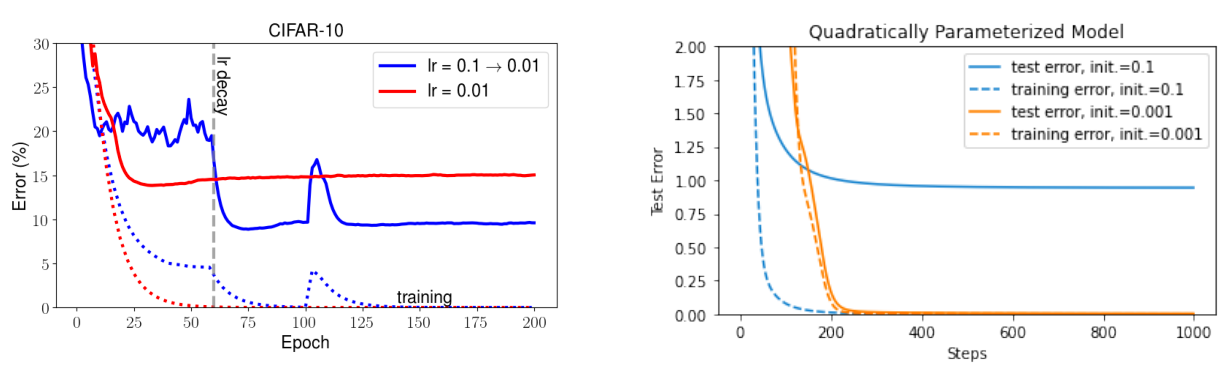 CIFAR-10
30
25
20
15
10
5
0
Error (%)
lr = 0.1 → 0.01
lr = 0.01
lr decay
training
0
25
50
75
100
125
150
175
200
Epoch
Quadratically Parameterized Model
2.00
1.75
1.50
1.25
1.00
0.75
0.50
0.25
0.00
Test Error
test error, init.=0.1
training error, init.=0.1
test error, init.=0.001
training error, init.=0.001
0
200
400
600
800
1000
Steps